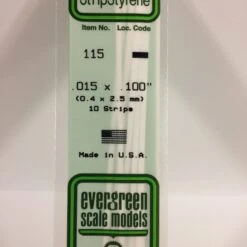 Item No. Loc. Code
115
.015 x .100"
(0.4 x 2.5 mm)
10 Strips
Made in U.S.A.
evergreen
scale models